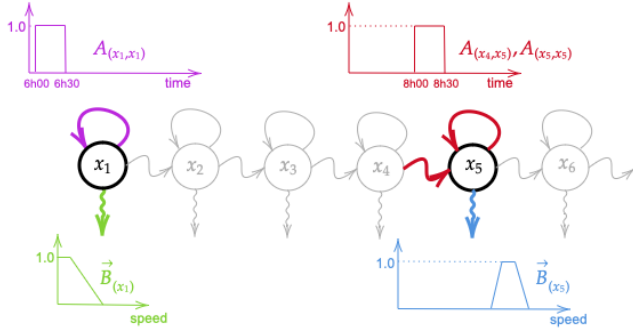 1.0
A(x1,x1)
6h00 6h30
time
1.0
A(x4,x5), A(x5,x5)
8h00 8h30
time
x1 x2 x3 x4 x5 x6
1.0
B⃗(x1)
speed
1.0
B⃗(x5)
speed